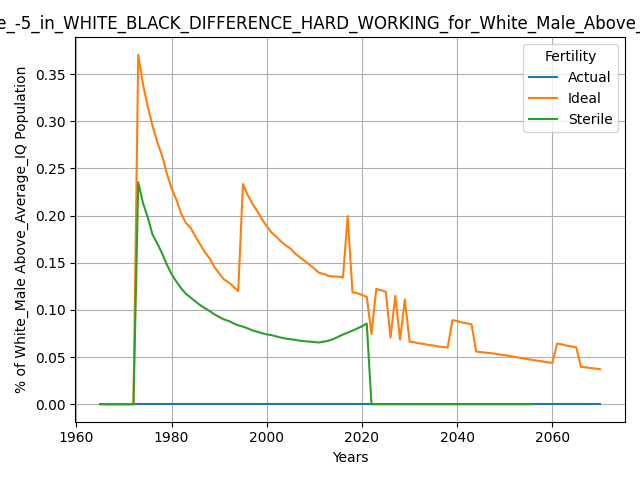 e_-5_in_WHITE_BLACK_DIFFERENCE_HARD_WORKING_for_White_Male_Above_
% of White_Male Above_Average_IQ Population
0.35
0.30
0.25
0.20
0.15
0.10
0.05
0.00
Fertility
Actual
Ideal
Sterile
1960
1980
2000
2020
2040
2060
Years